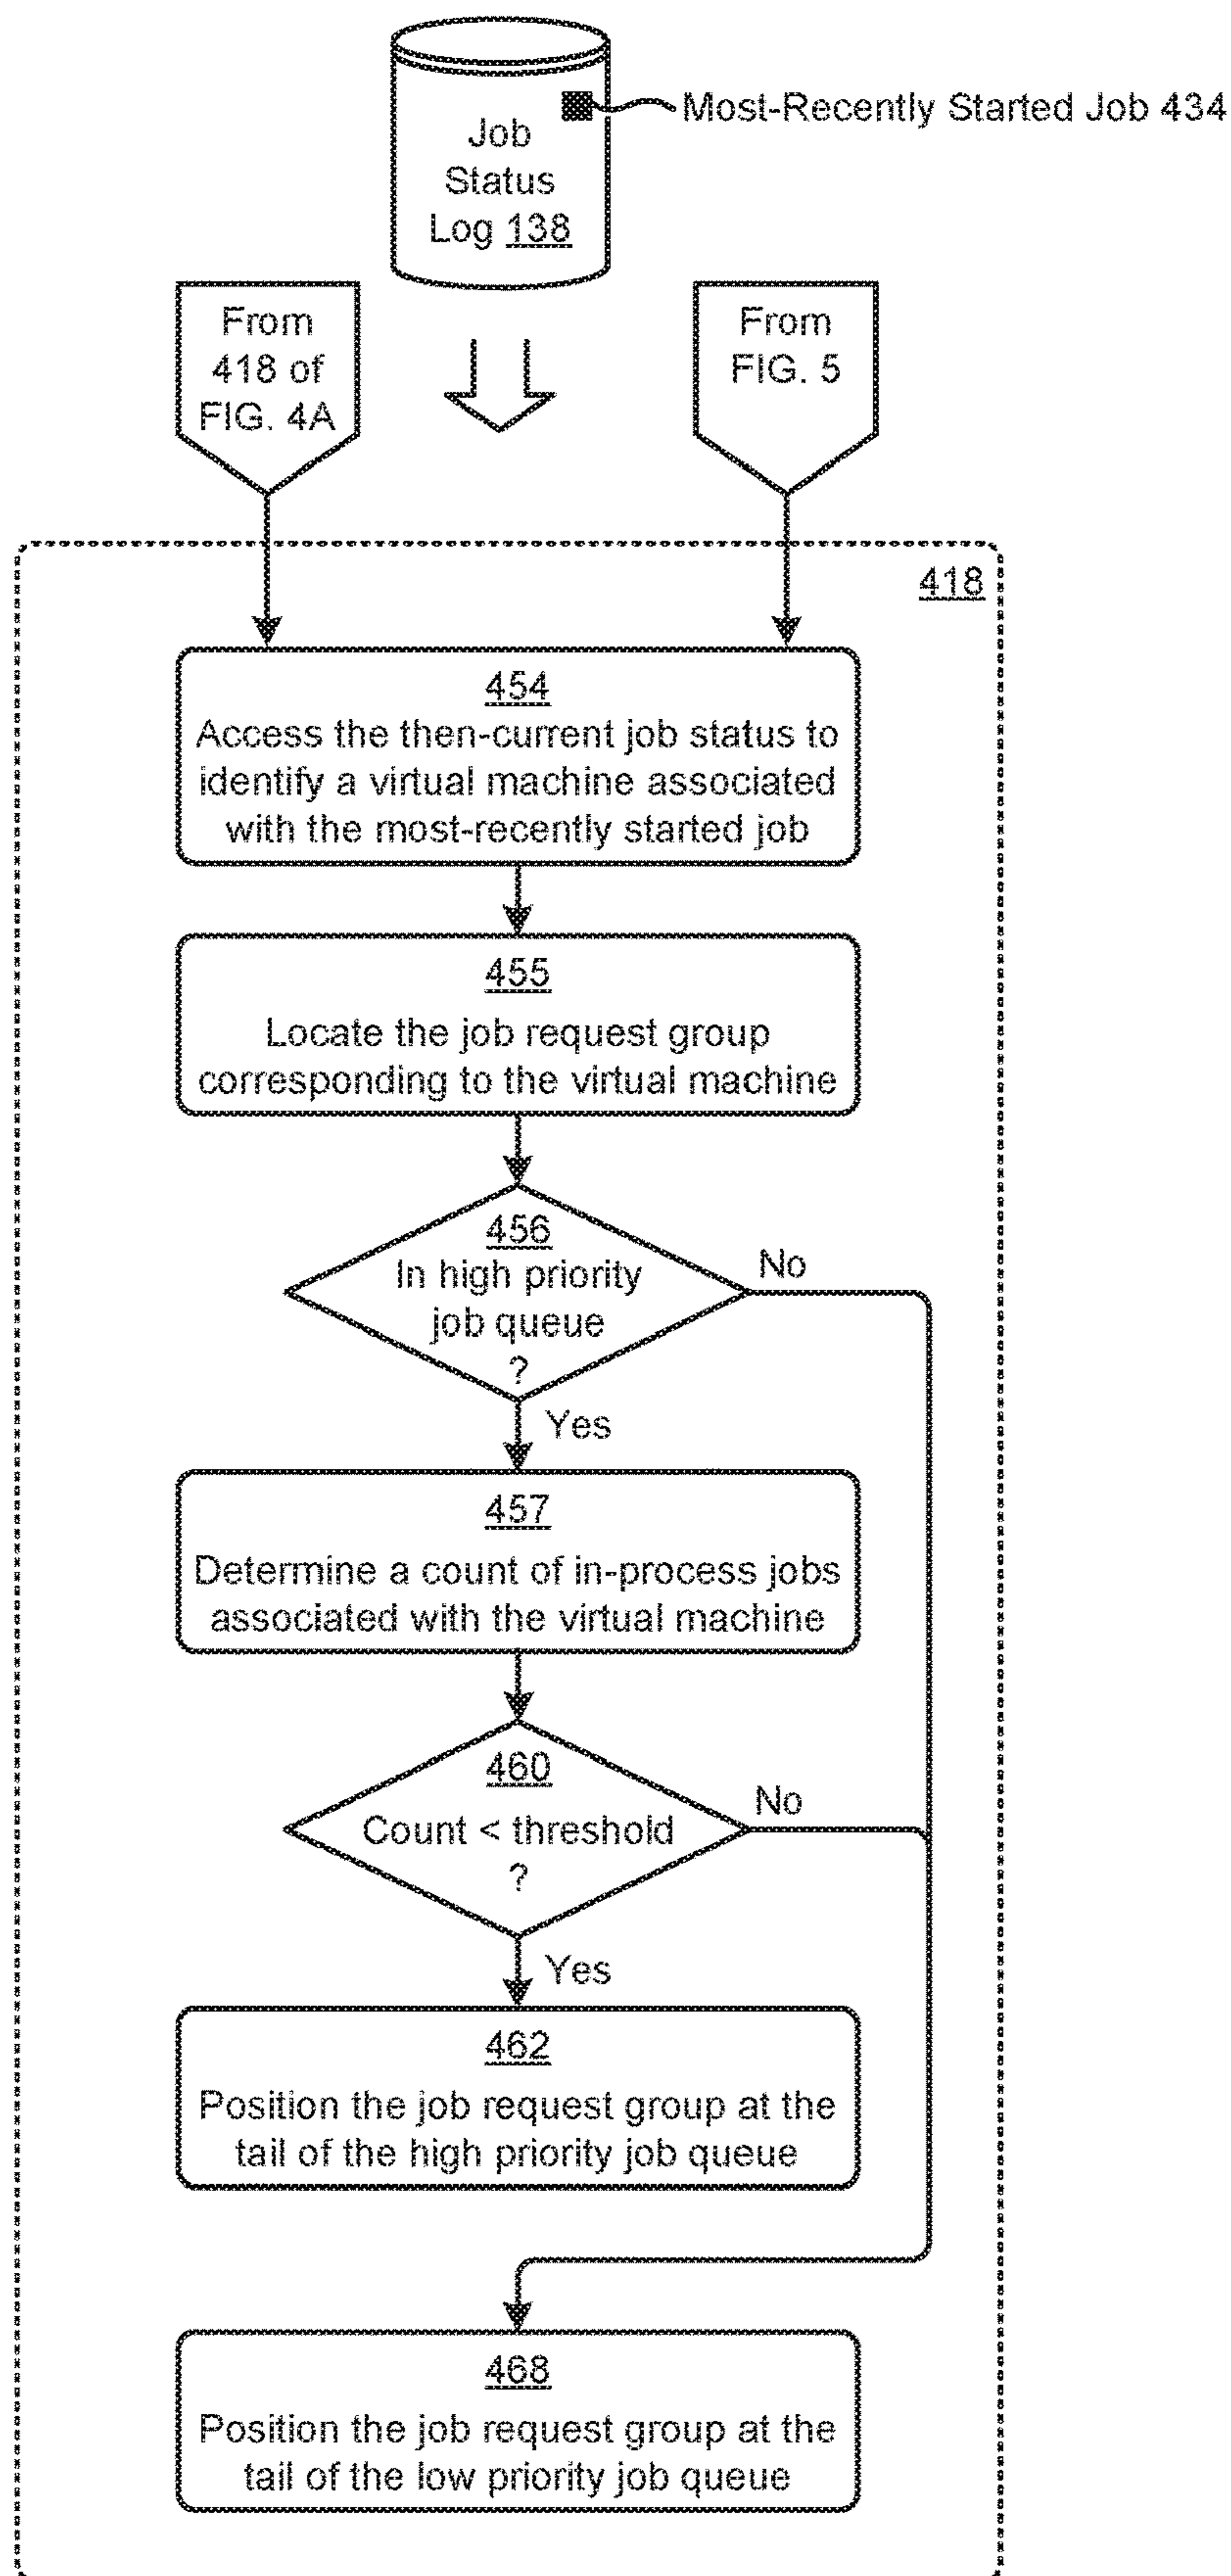 Most-Recently Started Job 434
Job
Status
Log 138
From
418 of
FIG. 4A
From
FIG. 5
418
454
Access the then-current job status to
identify a virtual machine associated
with the most-recently started job
455
Locate the job request group
corresponding to the virtual machine
456
In high priority
job queue
?
No
Yes
457
Determine a count of in-process jobs
associated with the virtual machine
460
Count < threshold
?
No
Yes
462
Position the job request group at the
tail of the high priority job queue
468
Position the job request group at the
tail of the low priority job queue